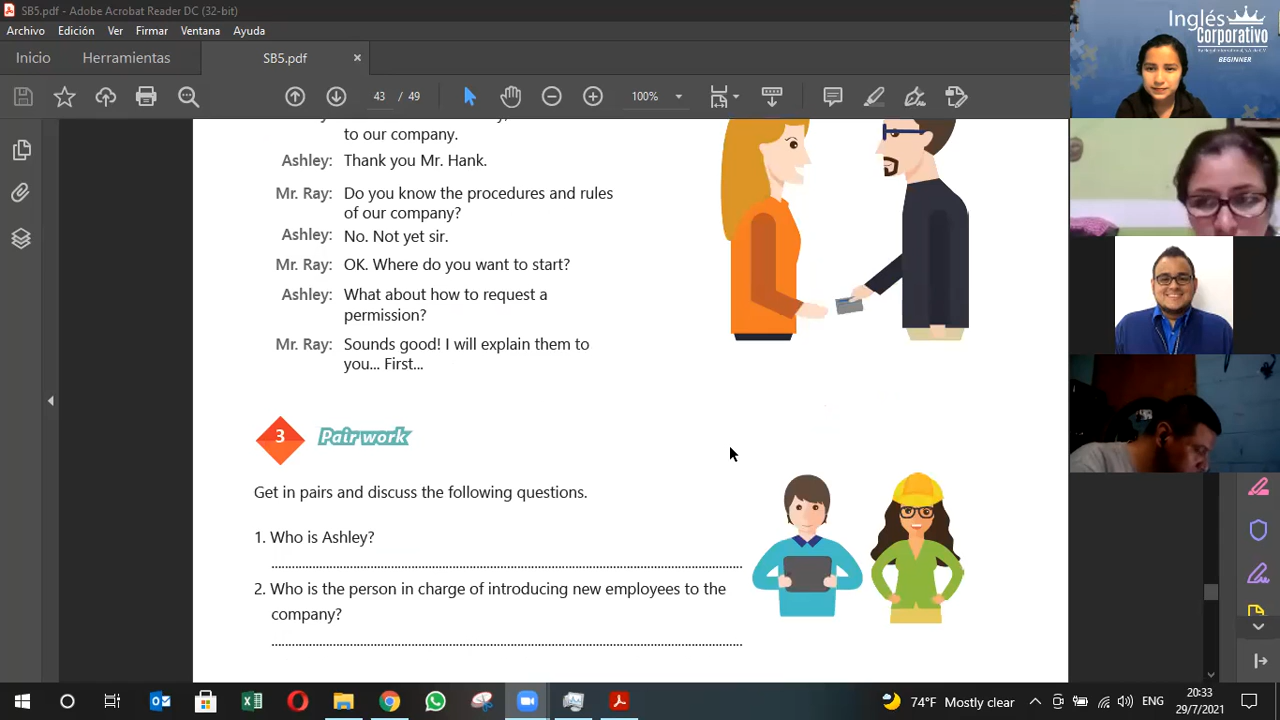 SB5.pdf - Adobe Acrobat Reader DC (32-bit)
Archivo Edición Ver Firmar Ventana Ayuda
Inicio Herramientas SB5.pdf ×
43 / 49 100%
to our company.
Ashley: Thank you Mr. Hank.
Mr. Ray: Do you know the procedures and rules
of our company?
Ashley: No. Not yet sir.
Mr. Ray: OK. Where do you want to start?
Ashley: What about how to request a
permission?
Mr. Ray: Sounds good! I will explain them to
you... First...
3 Pair work
Get in pairs and discuss the following questions.
1. Who is Ashley?
2. Who is the person in charge of introducing new employees to the
company?
Inglés
Corporativo
BEGINNER
74°F Mostly clear ENG 20:33
29/7/2021